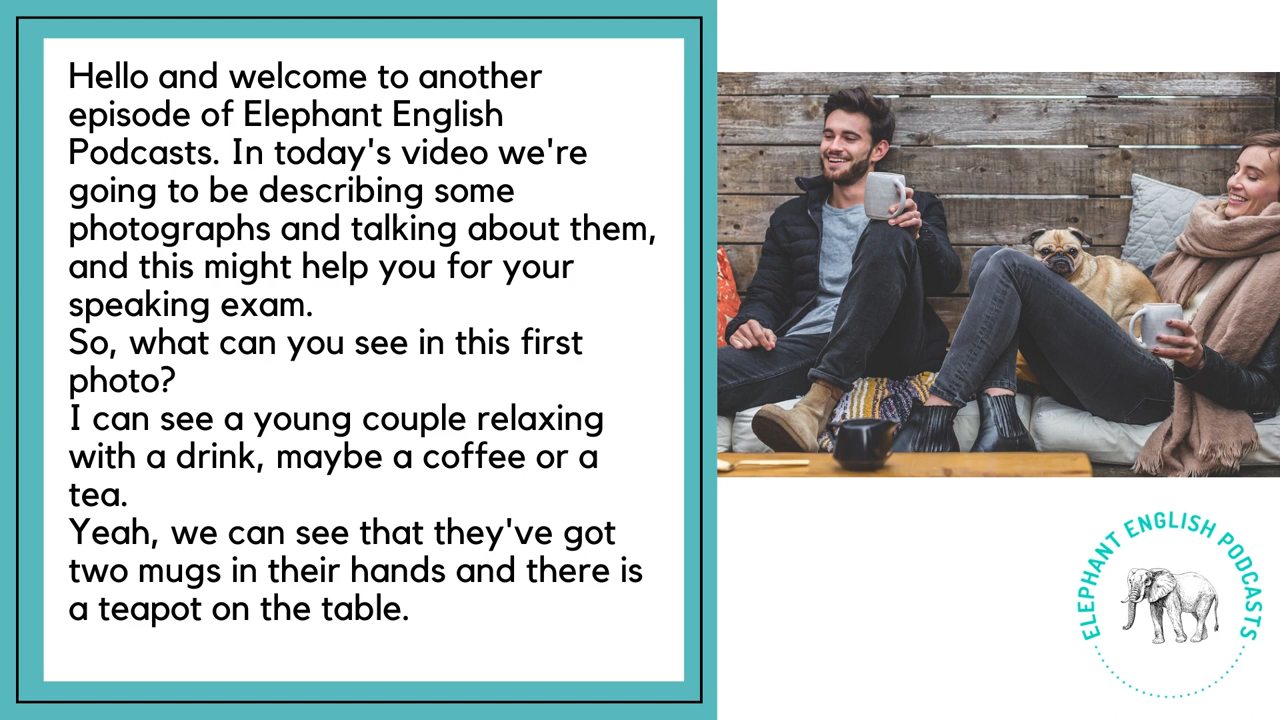 Hello and welcome to another
episode of Elephant English
Podcasts. In today's video we're
going to be describing some
photographs and talking about them,
and this might help you for your
speaking exam.
So, what can you see in this first
photo?
I can see a young couple relaxing
with a drink, maybe a coffee or a
tea.
Yeah, we can see that they've got
two mugs in their hands and there is
a teapot on the table.
ELEPHANT ENGLISH PODCASTS